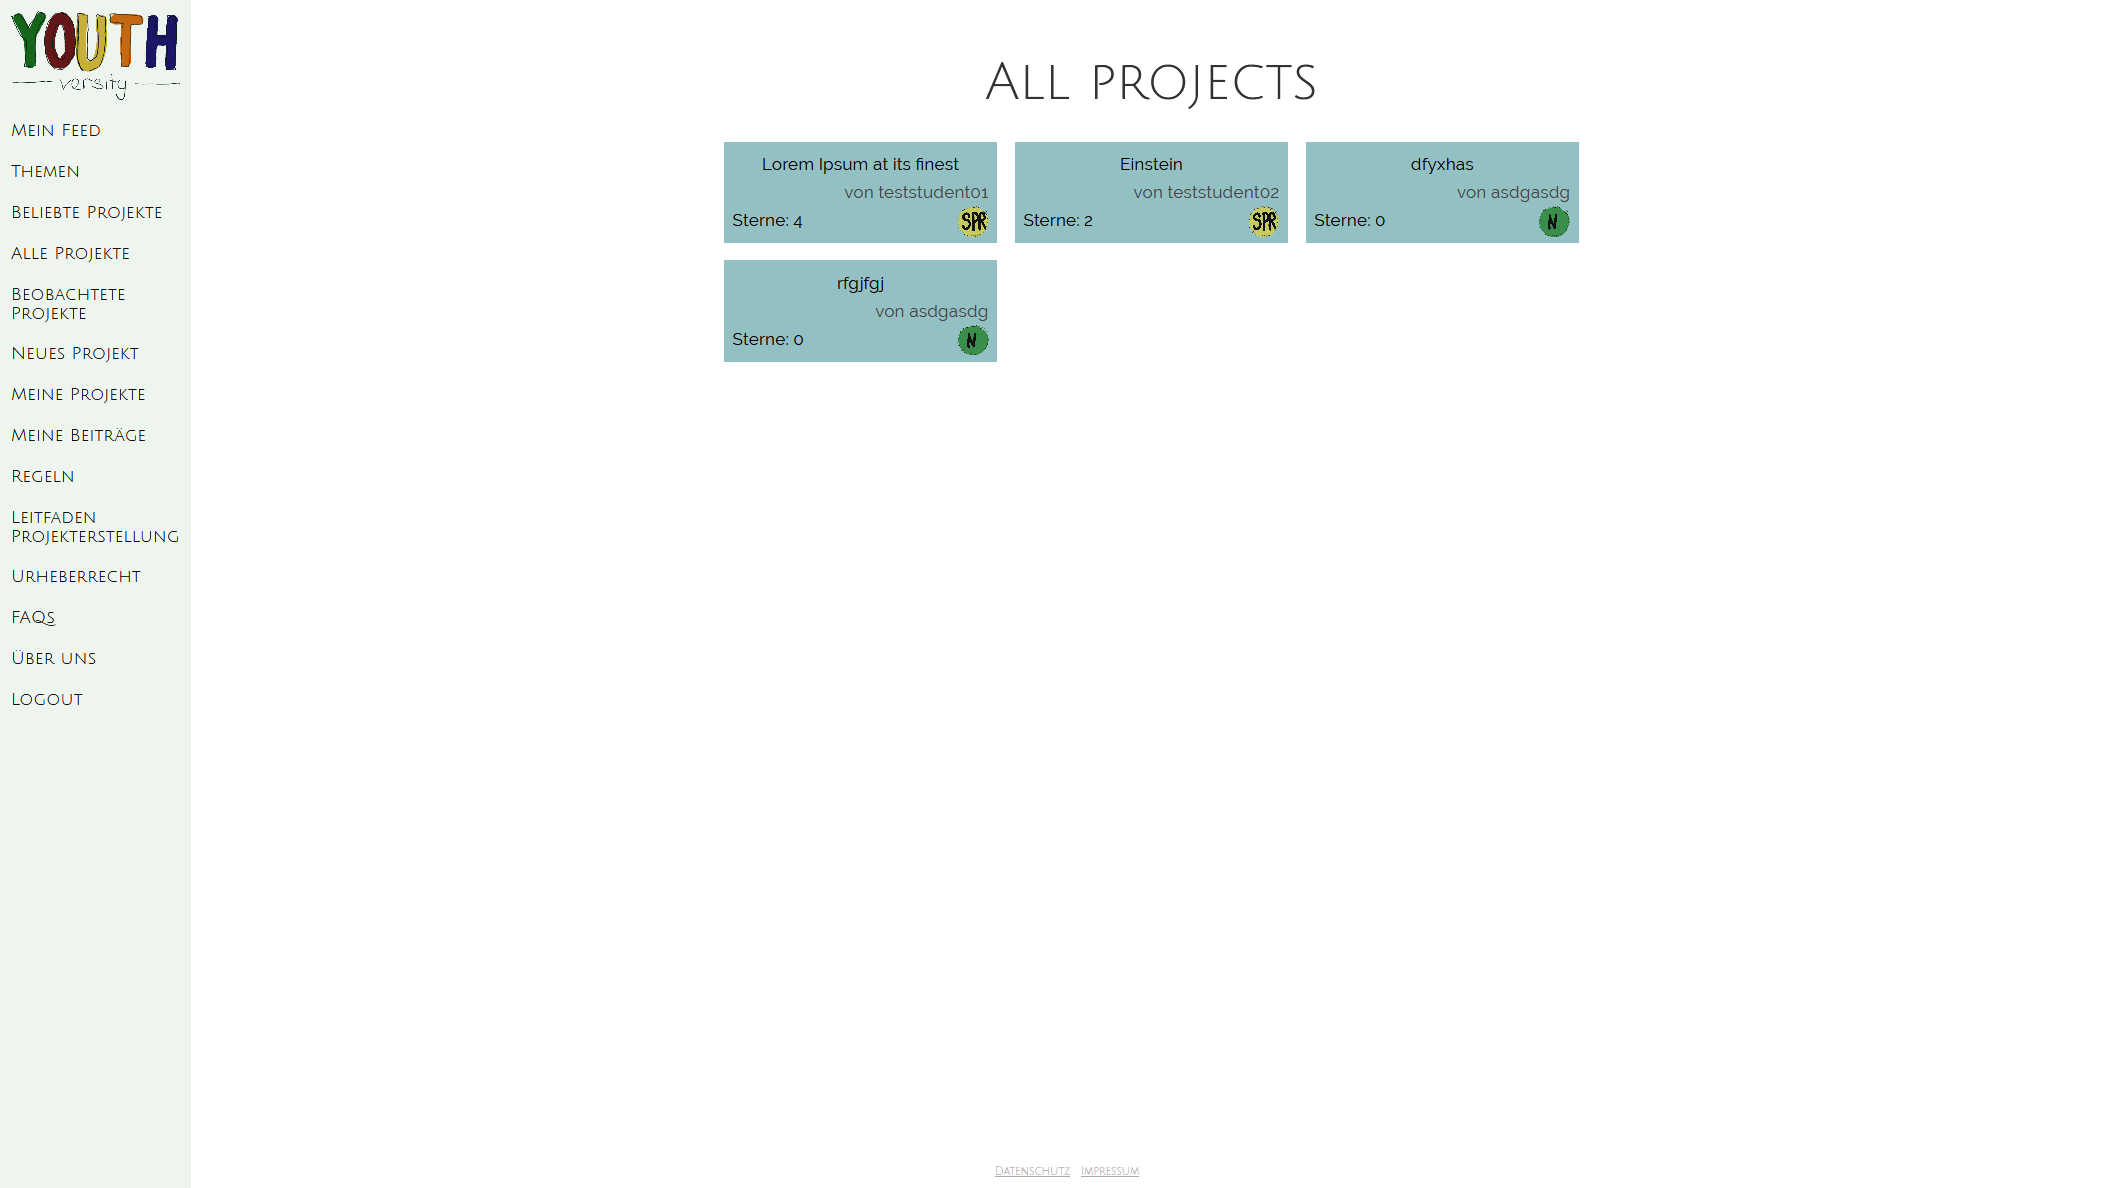 YOUTH
versity
Mein Feed
Themen
Beliebte Projekte
Alle Projekte
Beobachtete
Projekte
Neues Projekt
Meine Projekte
Meine Beiträge
Regeln
Leitfaden
Projekterstellung
Urheberrecht
FAQs
Über uns
Logout
All projects
Lorem Ipsum at its finest
von teststudent01
Sterne: 4
SPR
Einstein
von teststudent02
Sterne: 2
SPR
dfyxhas
von asdgasdg
Sterne: 0
N
rfgjfgj
von asdgasdg
Sterne: 0
N
Datenschutz Impressum